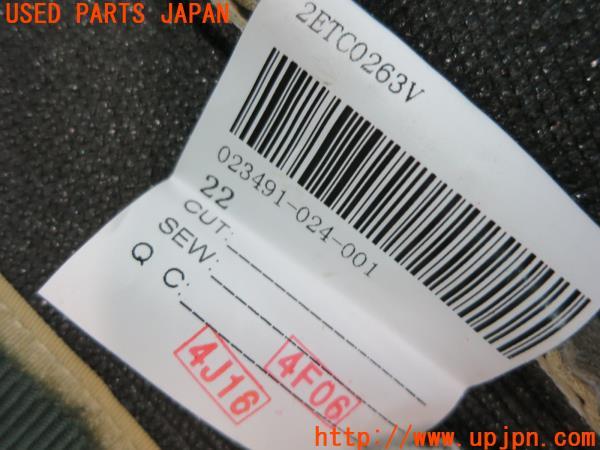 USED PARTS JAPAN
2ETC0263V
023491-024-001
22
CUT:
SEW:
Q C:
4J16
4F06
http://www.upjpn.com/